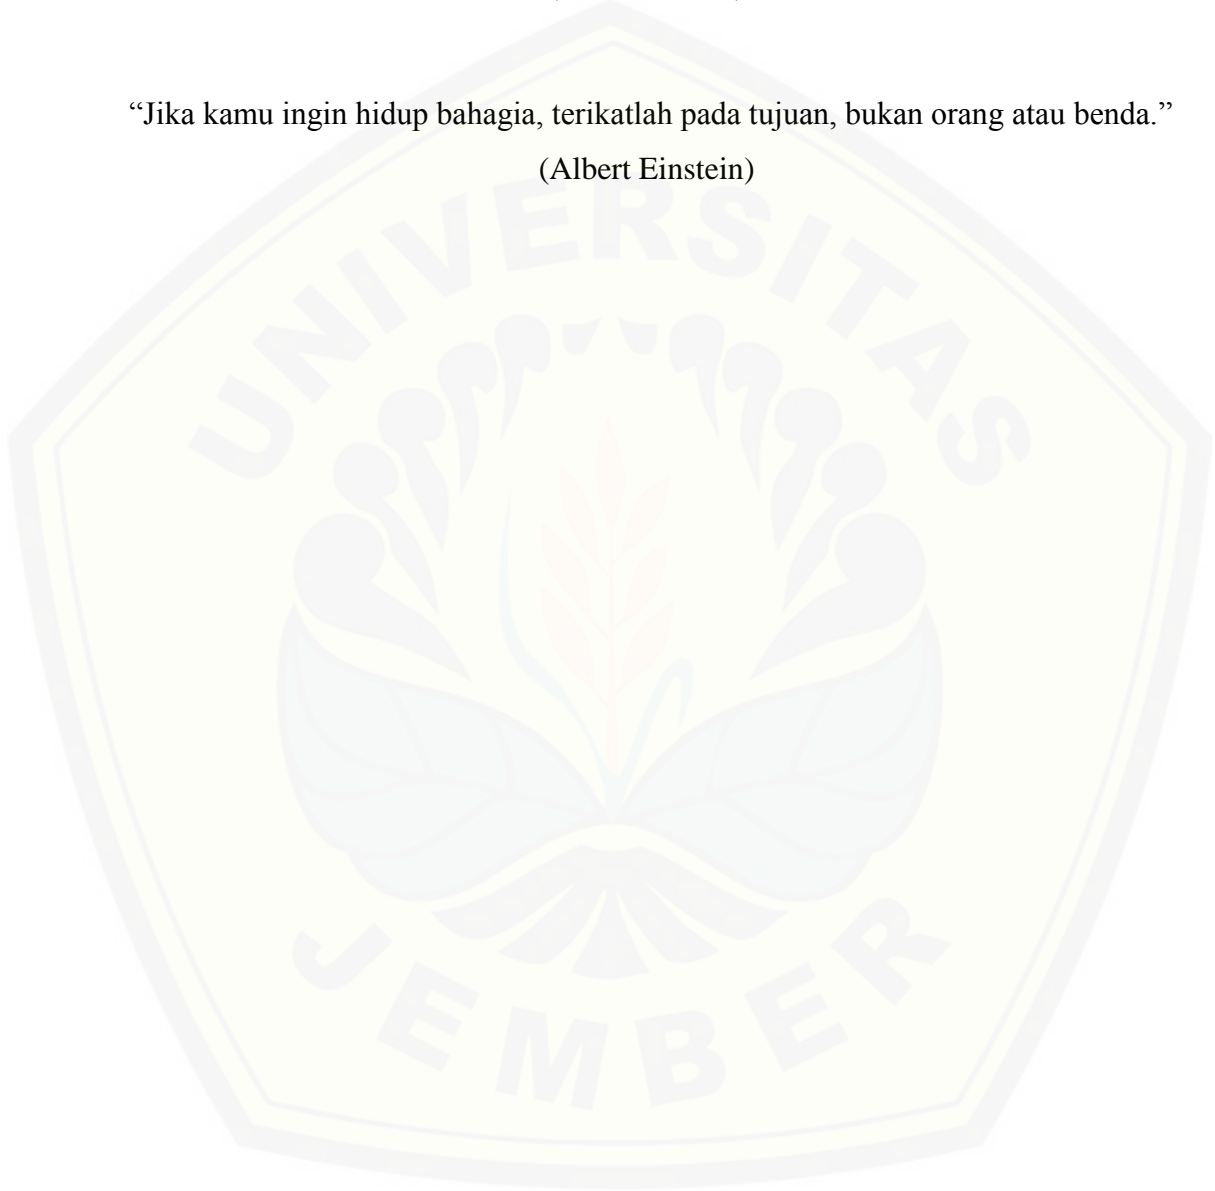 “Jika kamu ingin hidup bahagia, terikatlah pada tujuan, bukan orang atau benda.”
(Albert Einstein)
UNIVERSITAS
JEMBER